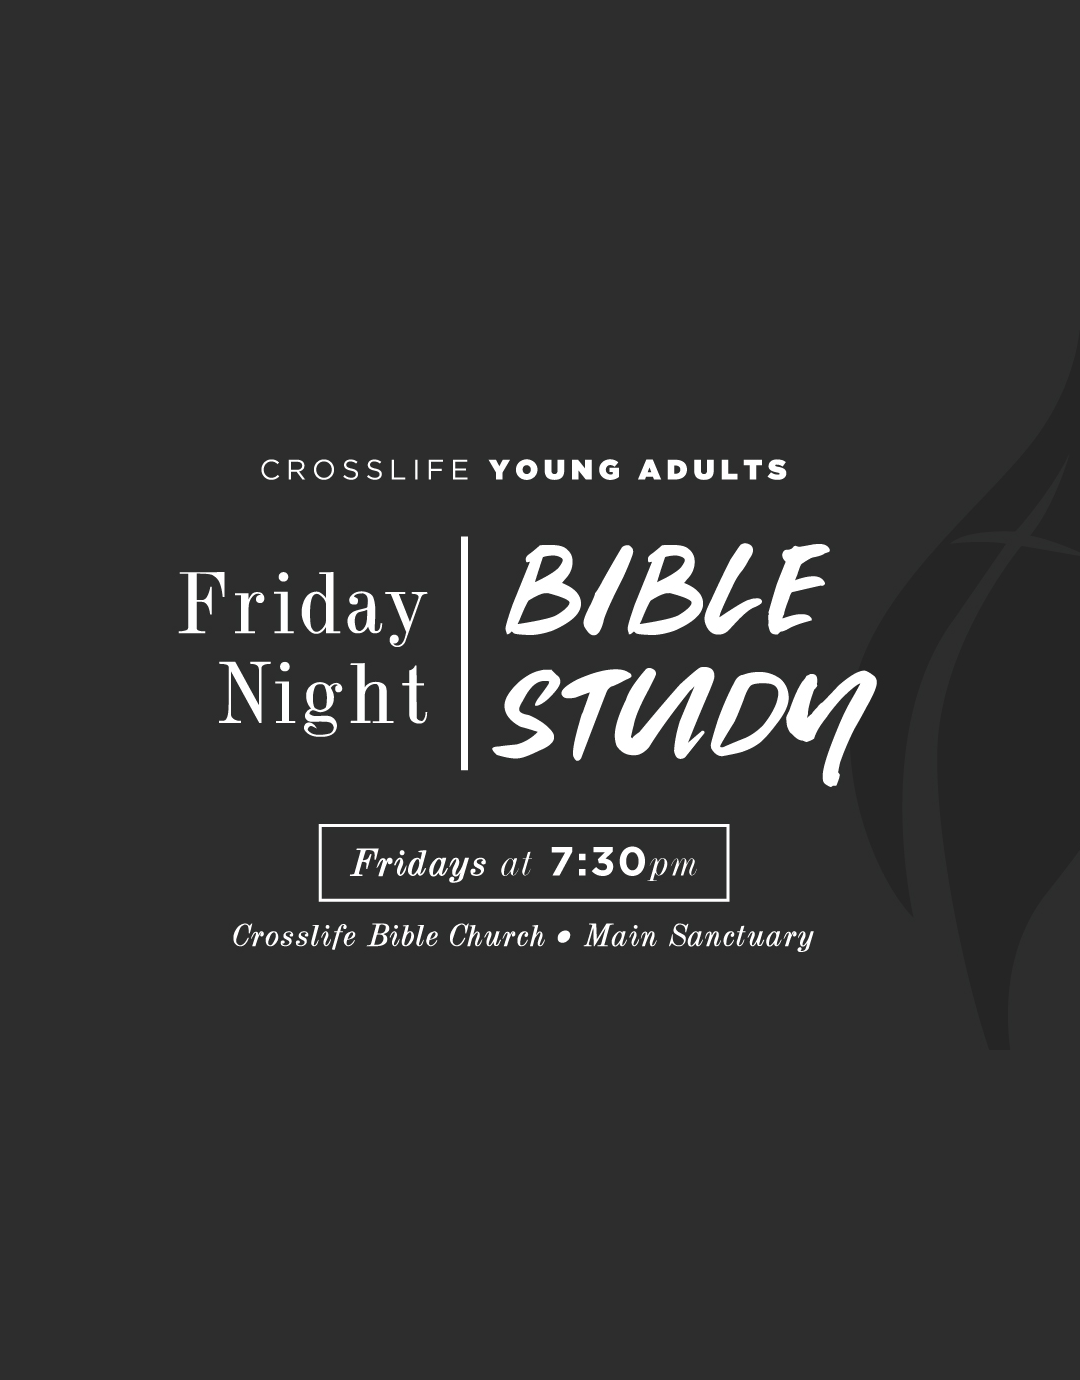 CROSSLIFE YOUNG ADULTS
Friday
Night
BIBLE
STUDY
Fridays at 7:30pm
Crosslife Bible Church • Main Sanctuary